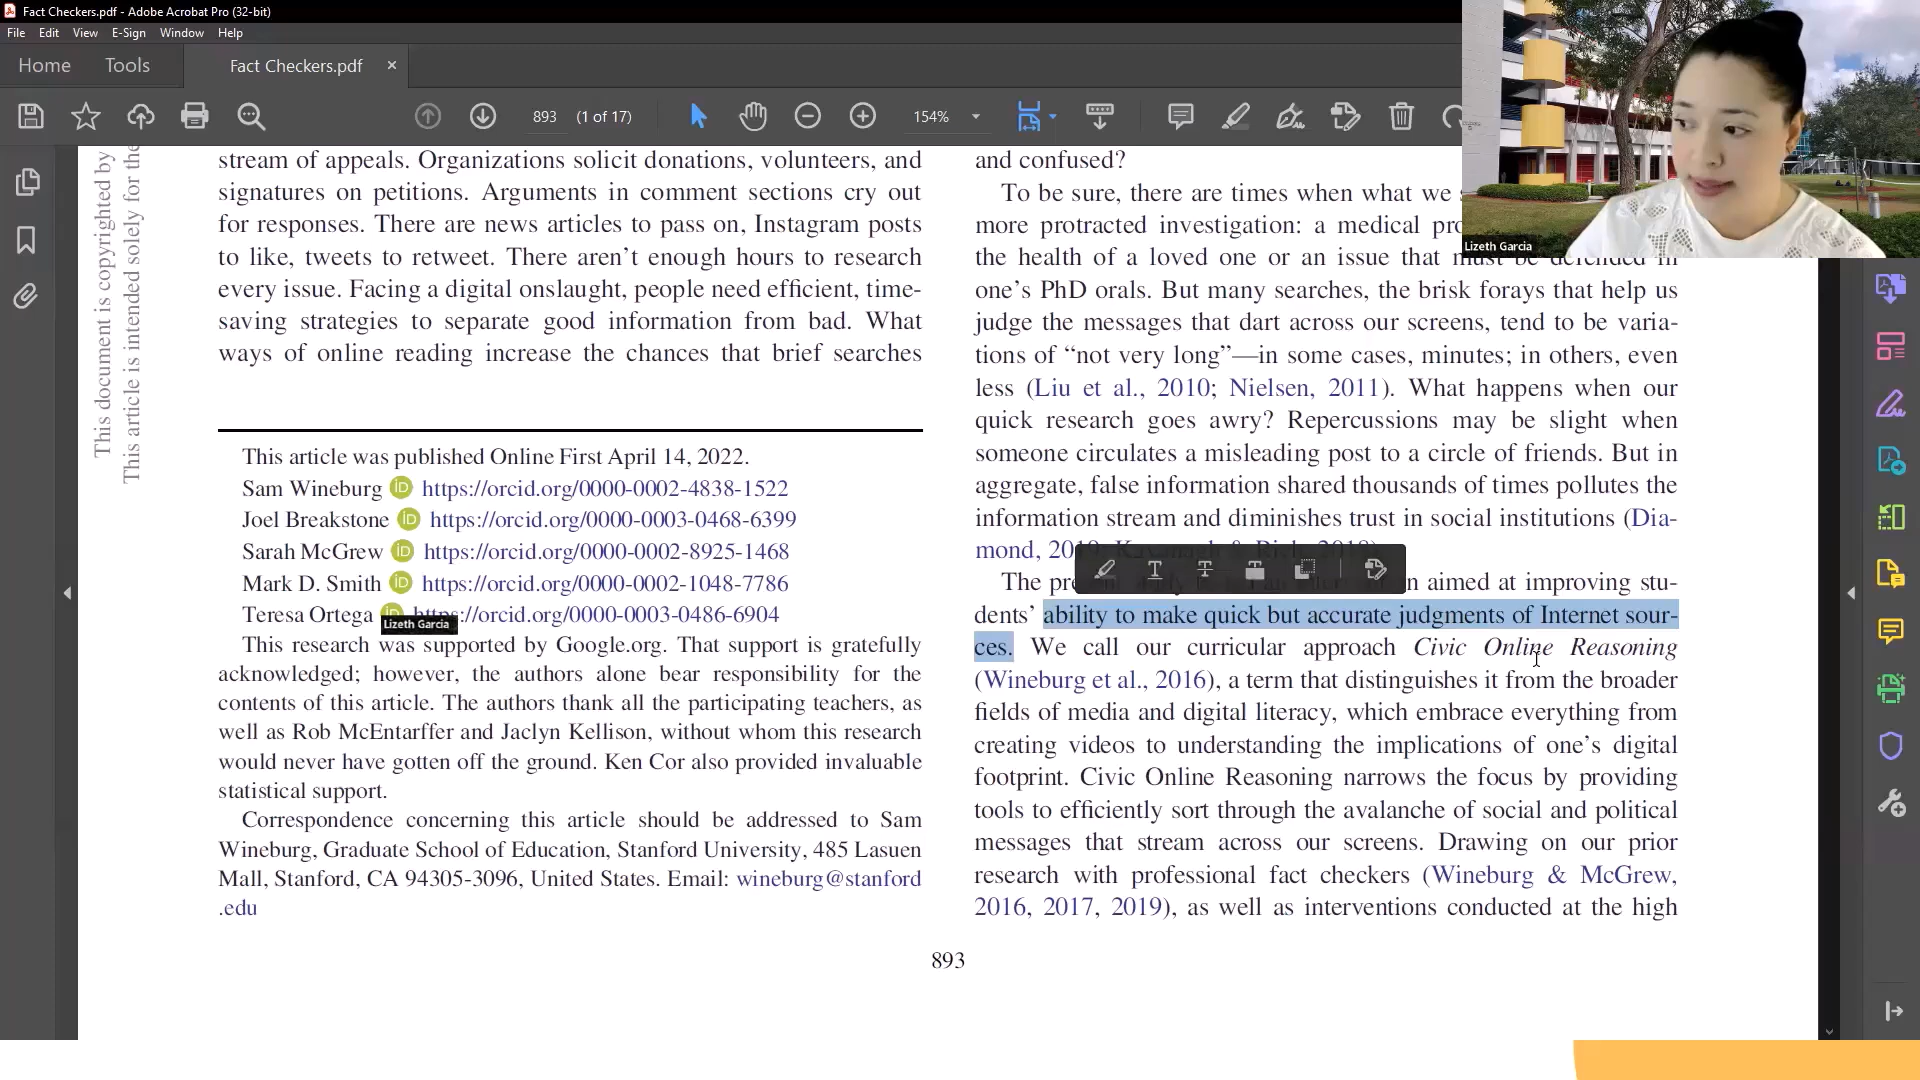 Fact Checkers.pdf - Adobe Acrobat Pro (32-bit)
File Edit View E-Sign Window Help
Home Tools Fact Checkers.pdf ×
893 (1 of 17) 154%
Lizeth Garcia
This document is copyrighted by
This article is intended solely for the
stream of appeals. Organizations solicit donations, volunteers, and
signatures on petitions. Arguments in comment sections cry out
for responses. There are news articles to pass on, Instagram posts
to like, tweets to retweet. There aren't enough hours to research
every issue. Facing a digital onslaught, people need efficient, time-
saving strategies to separate good information from bad. What
ways of online reading increase the chances that brief searches
This article was published Online First April 14, 2022.
Sam Wineburg iD https://orcid.org/0000-0002-4838-1522
Joel Breakstone iD https://orcid.org/0000-0003-0468-6399
Sarah McGrew iD https://orcid.org/0000-0002-8925-1468
Mark D. Smith iD https://orcid.org/0000-0002-1048-7786
Teresa Ortega iD https://orcid.org/0000-0003-0486-6904
Lizeth Garcia
This research was supported by Google.org. That support is gratefully
acknowledged; however, the authors alone bear responsibility for the
contents of this article. The authors thank all the participating teachers, as
well as Rob McEntarffer and Jaclyn Kellison, without whom this research
would never have gotten off the ground. Ken Cor also provided invaluable
statistical support.
Correspondence concerning this article should be addressed to Sam
Wineburg, Graduate School of Education, Stanford University, 485 Lasuen
Mall, Stanford, CA 94305-3096, United States. Email: wineburg@stanford
.edu
and confused?
To be sure, there are times when what we
more protracted investigation: a medical
the health of a loved one or an issue that must be defended in
one's PhD orals. But many searches, the brisk forays that help us
judge the messages that dart across our screens, tend to be varia-
tions of “not very long”—in some cases, minutes; in others, even
less (Liu et al., 2010; Nielsen, 2011). What happens when our
quick research goes awry? Repercussions may be slight when
someone circulates a misleading post to a circle of friends. But in
aggregate, false information shared thousands of times pollutes the
information stream and diminishes trust in social institutions (Dia-
mond, 2019; Kavanagh & Rich, 2018).
The aimed at improving stu-
dents' ability to make quick but accurate judgments of Internet sour-
ces. We call our curricular approach Civic Online Reasoning
(Wineburg et al., 2016), a term that distinguishes it from the broader
fields of media and digital literacy, which embrace everything from
creating videos to understanding the implications of one's digital
footprint. Civic Online Reasoning narrows the focus by providing
tools to efficiently sort through the avalanche of social and political
messages that stream across our screens. Drawing on our prior
research with professional fact checkers (Wineburg & McGrew,
2016, 2017, 2019), as well as interventions conducted at the high
893